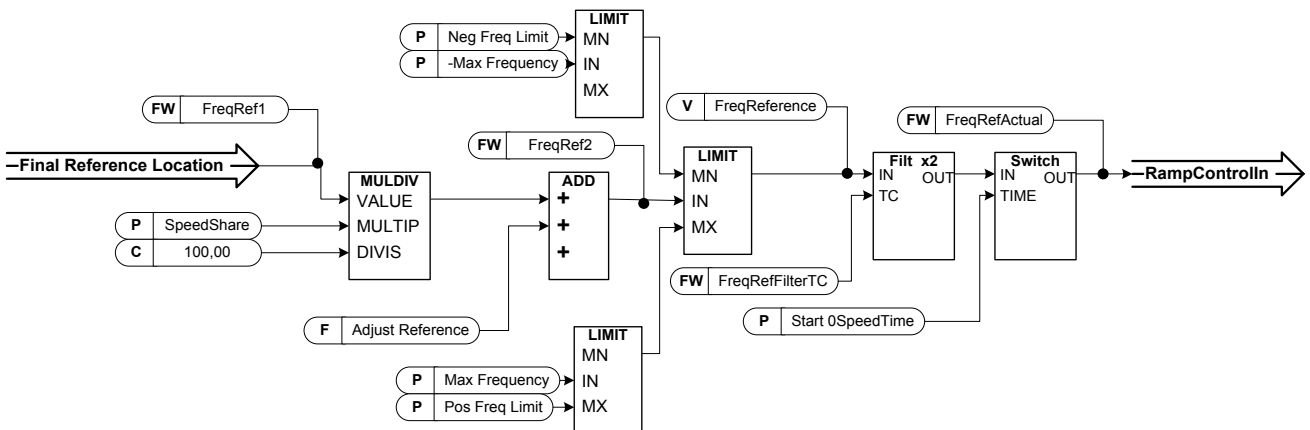 LIMIT
P Neg Freq Limit
MN
P -Max Frequency
IN
MX
FW FreqRef1
V FreqReference
FW FreqRefActual
FW FreqRef2
Final Reference Location
MULDIV
VALUE
MULTIP
DIVIS
P SpeedShare
C 100,00
ADD
+
+
+
LIMIT
MN
IN
MX
Filt x2
IN
OUT
TC
Switch
IN
OUT
TIME
RampControlIn
FW FreqRefFilterTC
F Adjust Reference
P Start 0SpeedTime
LIMIT
MN
IN
MX
P Max Frequency
P Pos Freq Limit